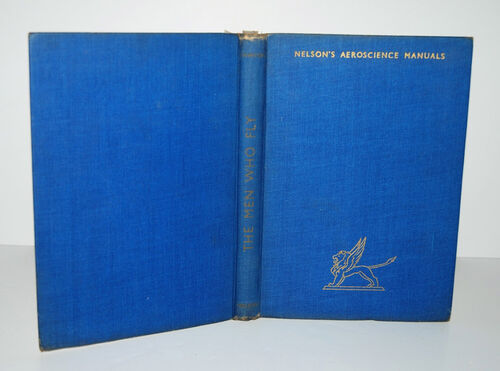 NELSON'S AEROSCIENCE MANUALS
THE MEN WHO FLY